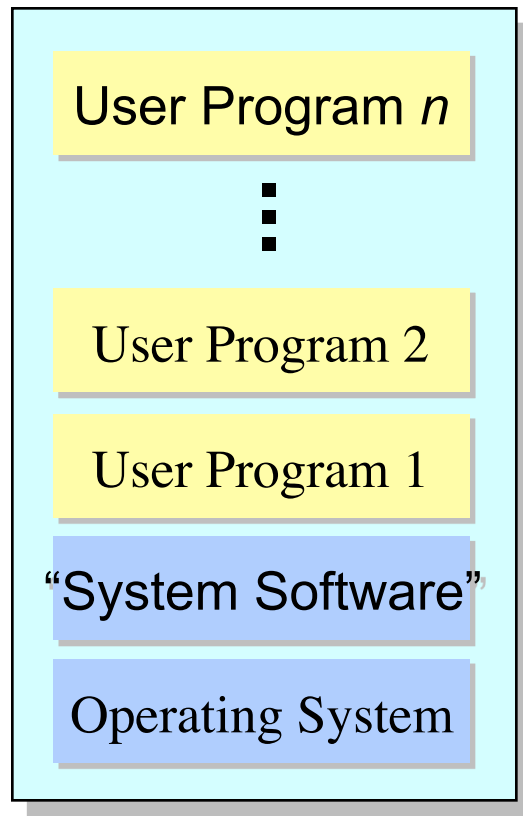 User Program n
User Program 2
User Program 1
“System Software”
Operating System